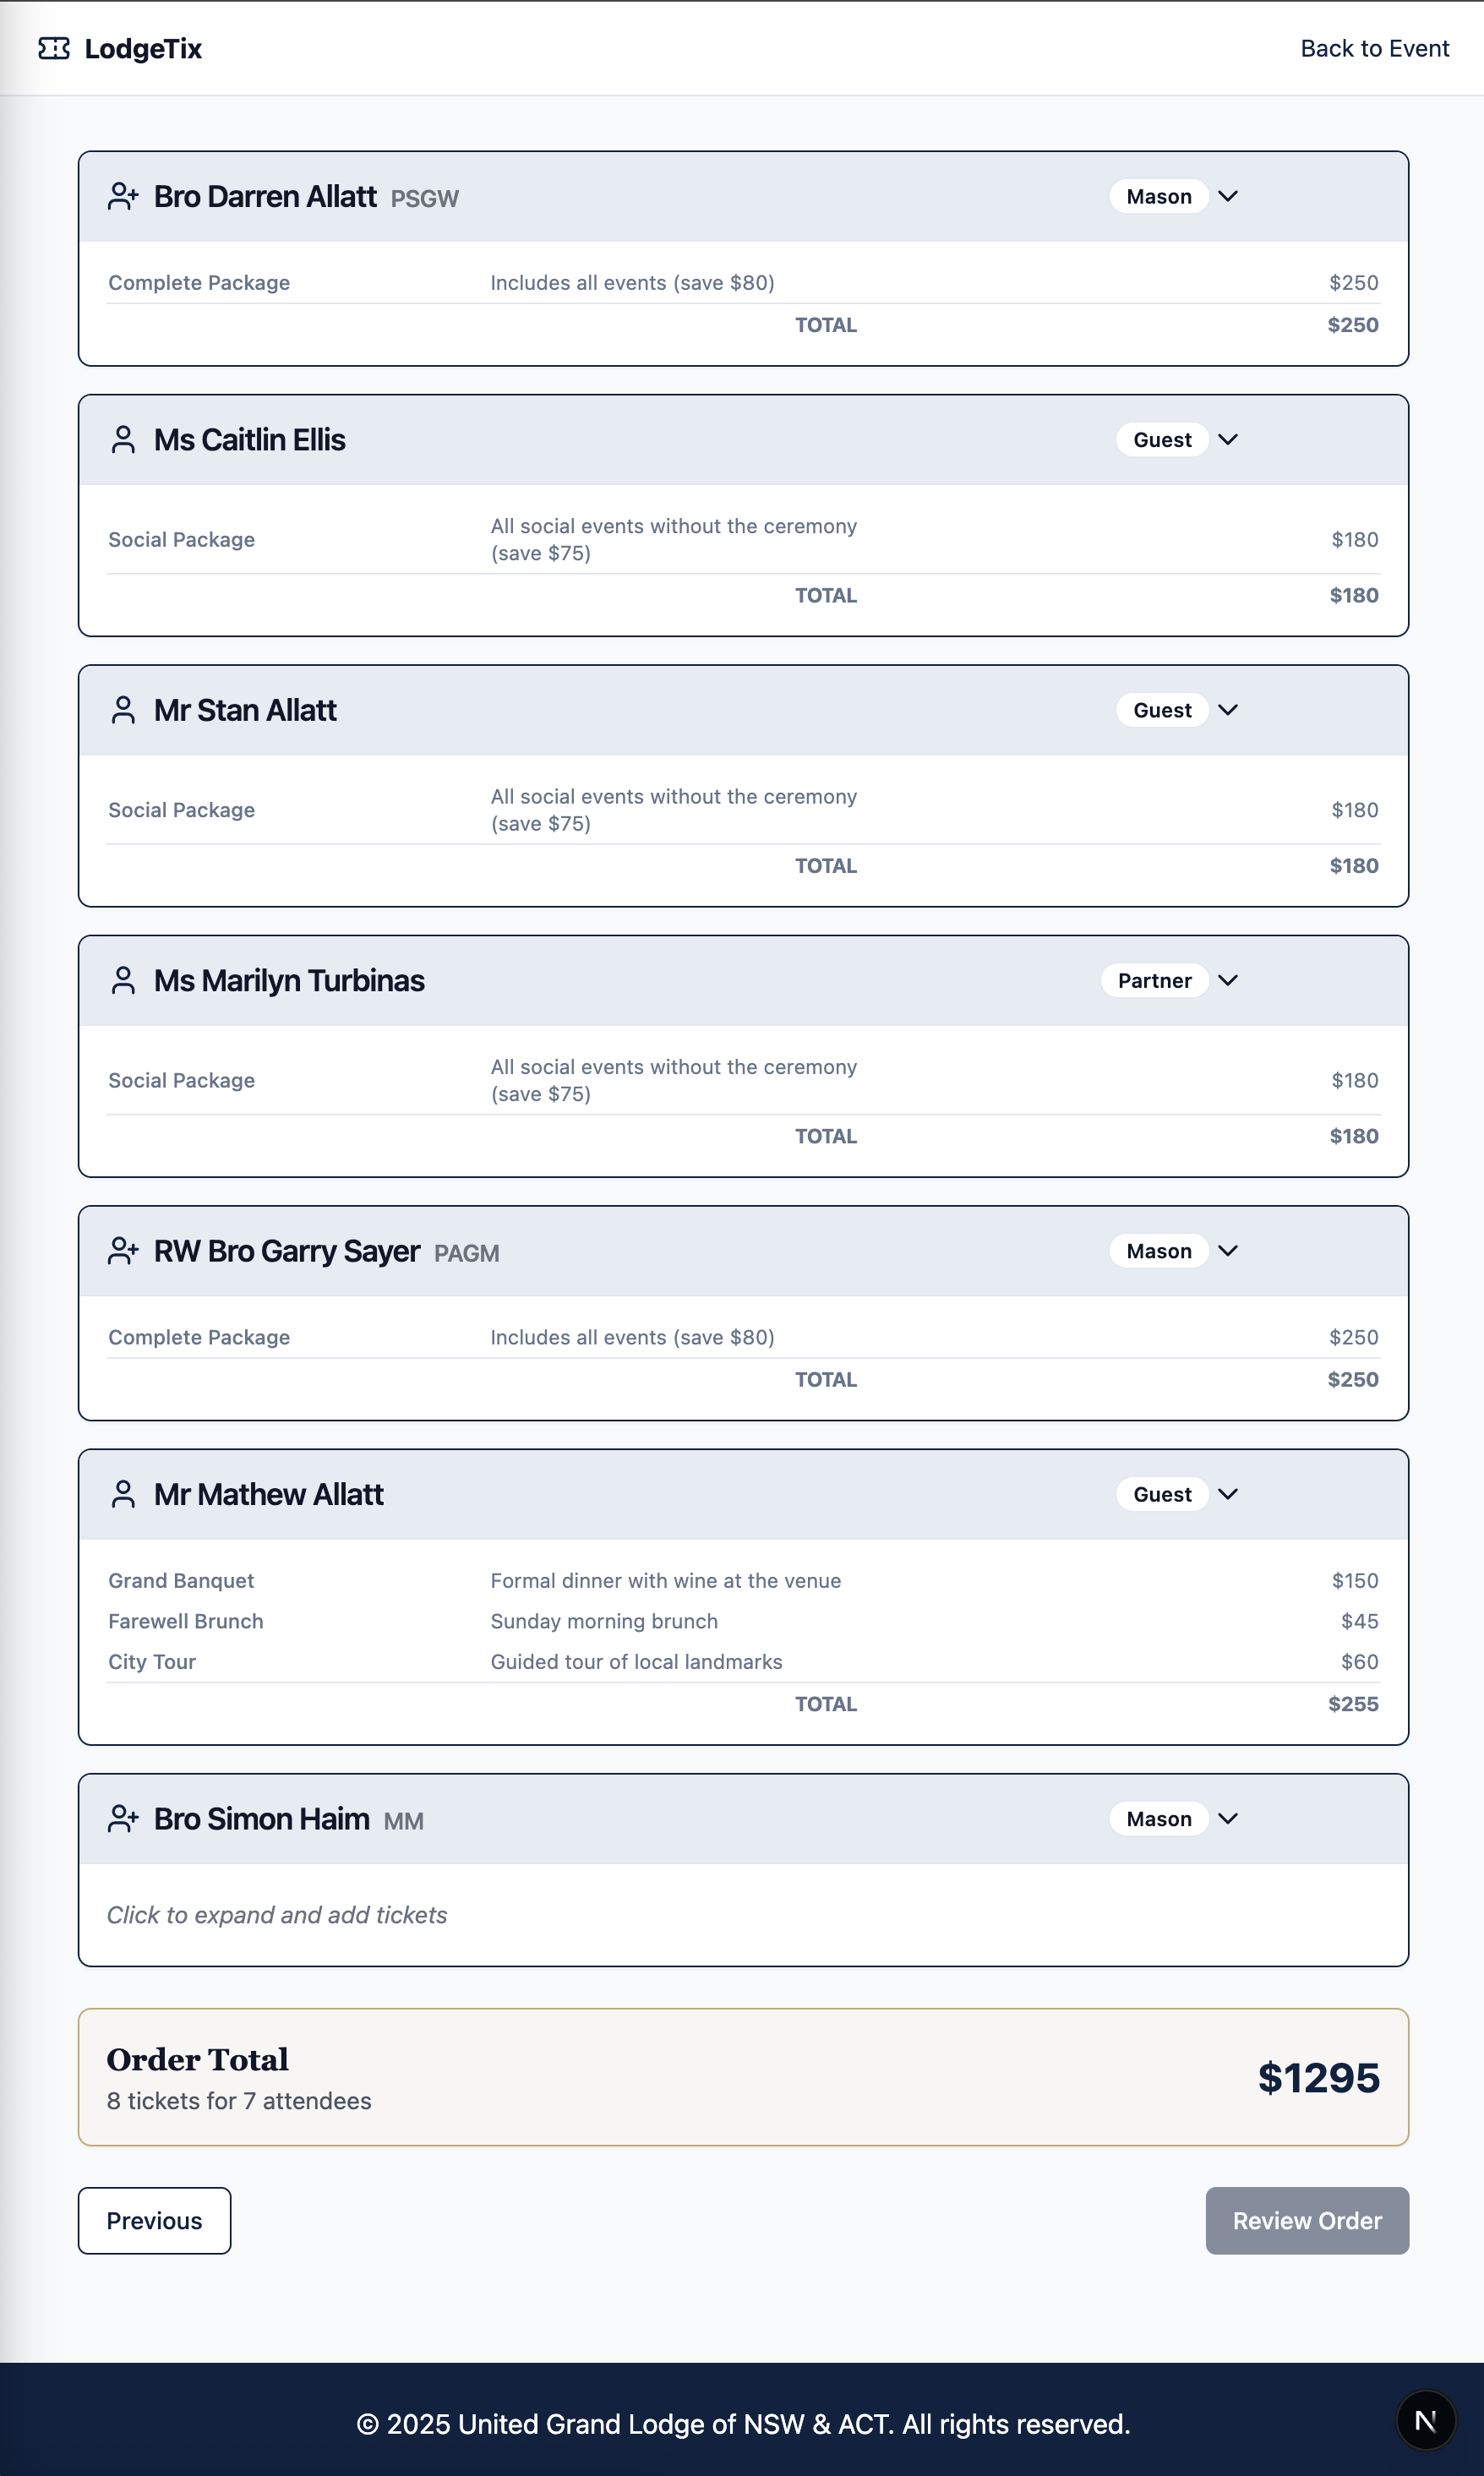 LodgeTix
Back to Event
Bro Darren Allatt PSGW
Mason
Complete Package
Includes all events (save $80)
$250
TOTAL
$250
Ms Caitlin Ellis
Guest
Social Package
All social events without the ceremony
(save $75)
$180
TOTAL
$180
Mr Stan Allatt
Guest
Social Package
All social events without the ceremony
(save $75)
$180
TOTAL
$180
Ms Marilyn Turbinas
Partner
Social Package
All social events without the ceremony
(save $75)
$180
TOTAL
$180
RW Bro Garry Sayer PAGM
Mason
Complete Package
Includes all events (save $80)
$250
TOTAL
$250
Mr Mathew Allatt
Guest
Grand Banquet
Formal dinner with wine at the venue
$150
Farewell Brunch
Sunday morning brunch
$45
City Tour
Guided tour of local landmarks
$60
TOTAL
$255
Bro Simon Haim MM
Mason
Click to expand and add tickets
Order Total
8 tickets for 7 attendees
$1295
Previous
Review Order
© 2025 United Grand Lodge of NSW & ACT. All rights reserved.
N